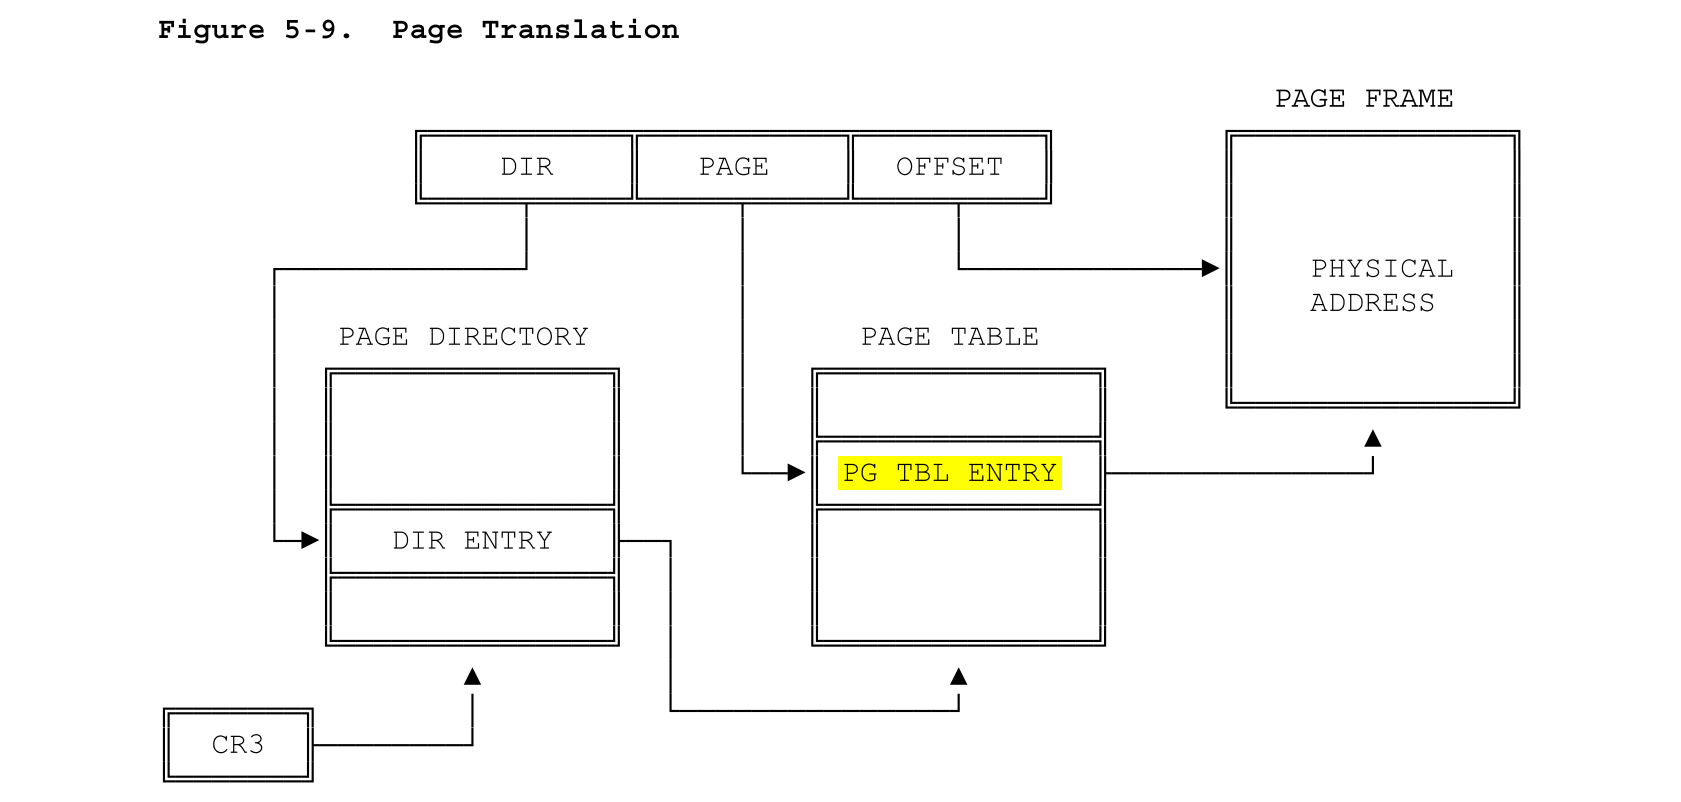 Figure 5-9.  Page Translation
PAGE FRAME
DIR
PAGE
OFFSET
PHYSICAL
ADDRESS
PAGE DIRECTORY
PAGE TABLE
PG TBL ENTRY
DIR ENTRY
CR3